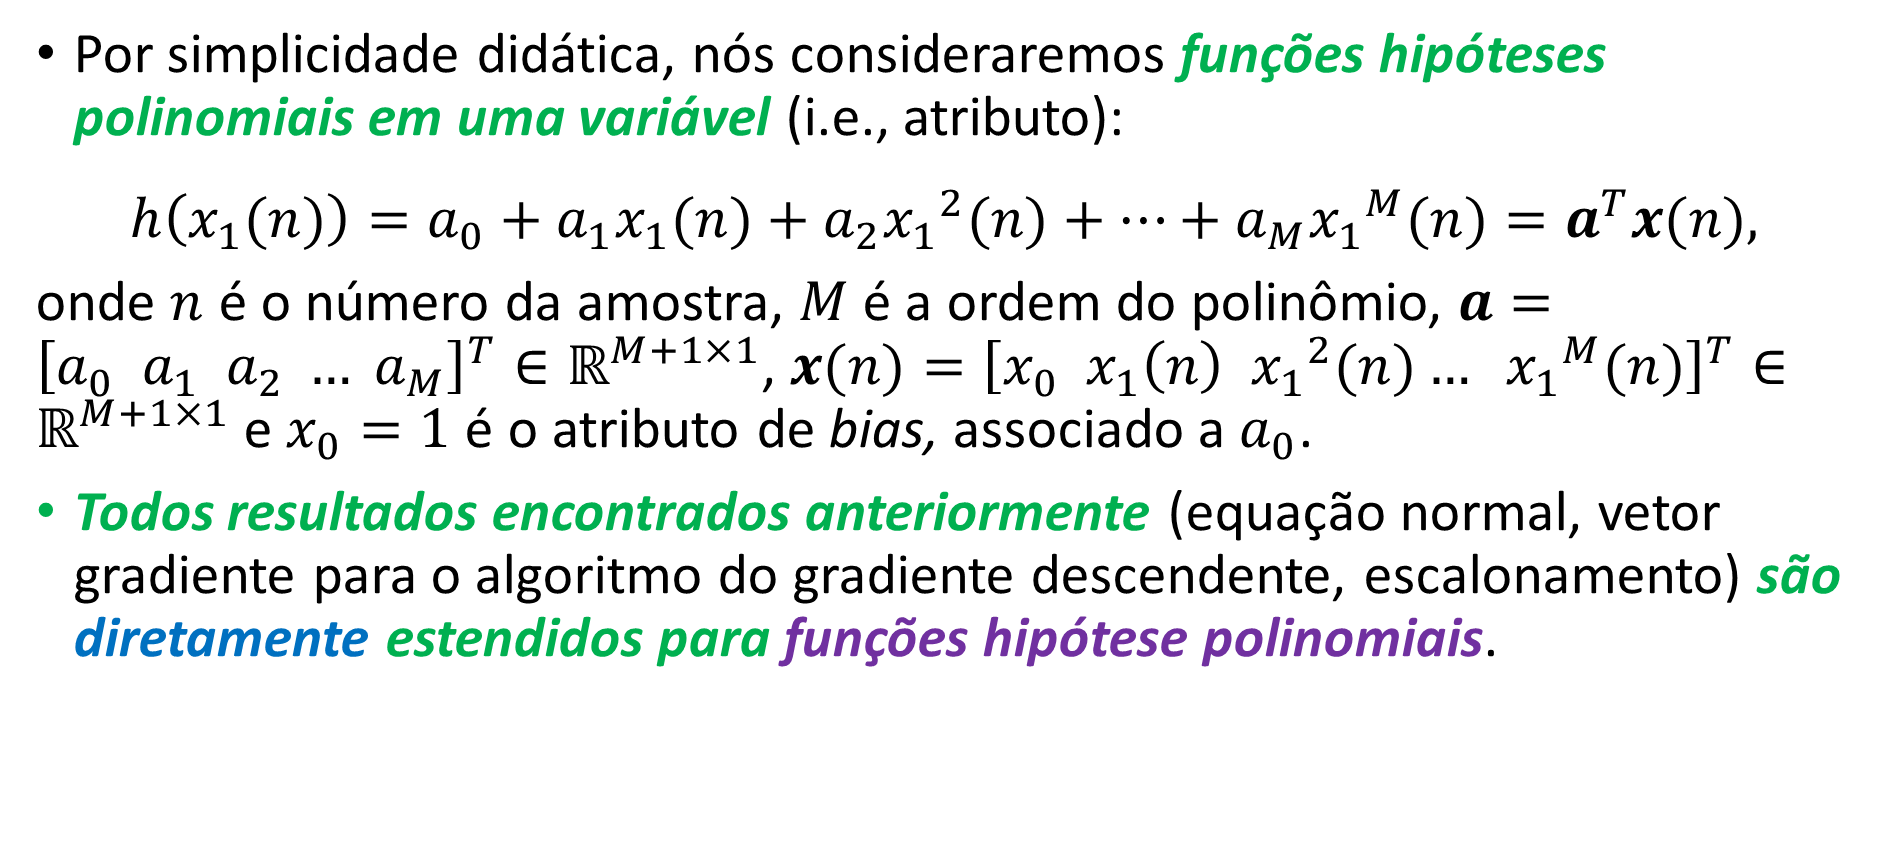 • Por simplicidade didática, nós consideraremos funções hipóteses
polinomiais em uma variável (i.e., atributo):
ℎ(𝑥₁(𝑛)) = 𝑎₀ + 𝑎₁𝑥₁(𝑛) + 𝑎₂𝑥₁²(𝑛) + ⋯ + 𝑎_𝑀𝑥₁^𝑀(𝑛) = 𝒂^𝑇𝒙(𝑛),
onde 𝑛 é o número da amostra, 𝑀 é a ordem do polinômio, 𝒂 =
[𝑎₀ 𝑎₁ 𝑎₂ … 𝑎_𝑀]^𝑇 ∈ ℝ^{𝑀+1×1}, 𝒙(𝑛) = [𝑥₀ 𝑥₁(𝑛) 𝑥₁²(𝑛) … 𝑥₁^𝑀(𝑛)]^𝑇 ∈
ℝ^{𝑀+1×1} e 𝑥₀ = 1 é o atributo de bias, associado a 𝑎₀.
• Todos resultados encontrados anteriormente (equação normal, vetor
gradiente para o algoritmo do gradiente descendente, escalonamento) são
diretamente estendidos para funções hipótese polinomiais.